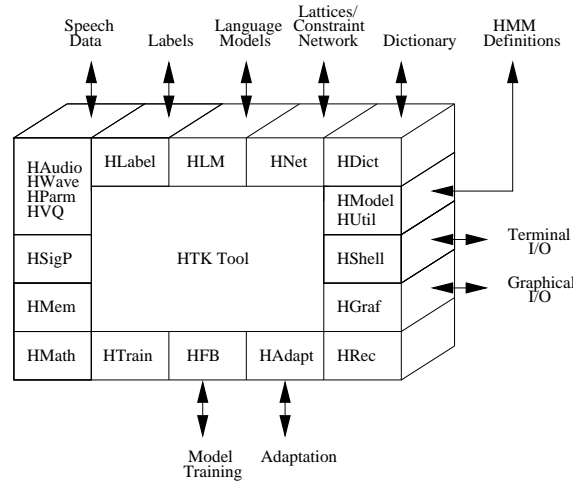 Speech
Data
Labels
Language
Models
Lattices/
Constraint
Network
Dictionary
HMM
Definitions
HAudio
HWave
HParm
HVQ
HLabel
HLM
HNet
HDict
HModel
HUtil
HSigP
HTK Tool
HShell
Terminal
I/O
HMem
HGraf
Graphical
I/O
HMath
HTrain
HFB
HAdapt
HRec
Model
Training
Adaptation